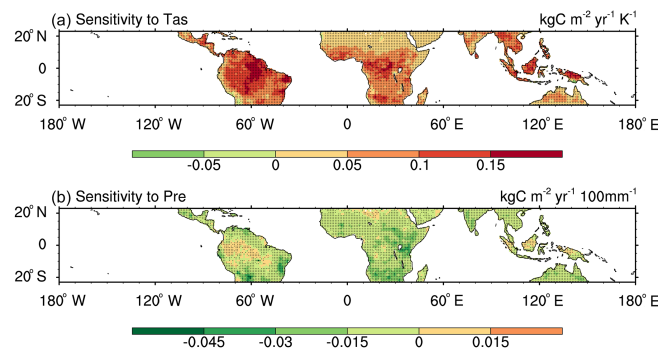 (a) Sensitivity to Tas kgC m⁻² yr⁻¹ K⁻¹
20° N
0
20° S
180° W 120° W 60° W 0 60° E 120° E 180° E
-0.05 0 0.05 0.1 0.15
(b) Sensitivity to Pre kgC m⁻² yr⁻¹ 100mm⁻¹
20° N
0
20° S
180° W 120° W 60° W 0 60° E 120° E 180° E
-0.045 -0.03 -0.015 0 0.015